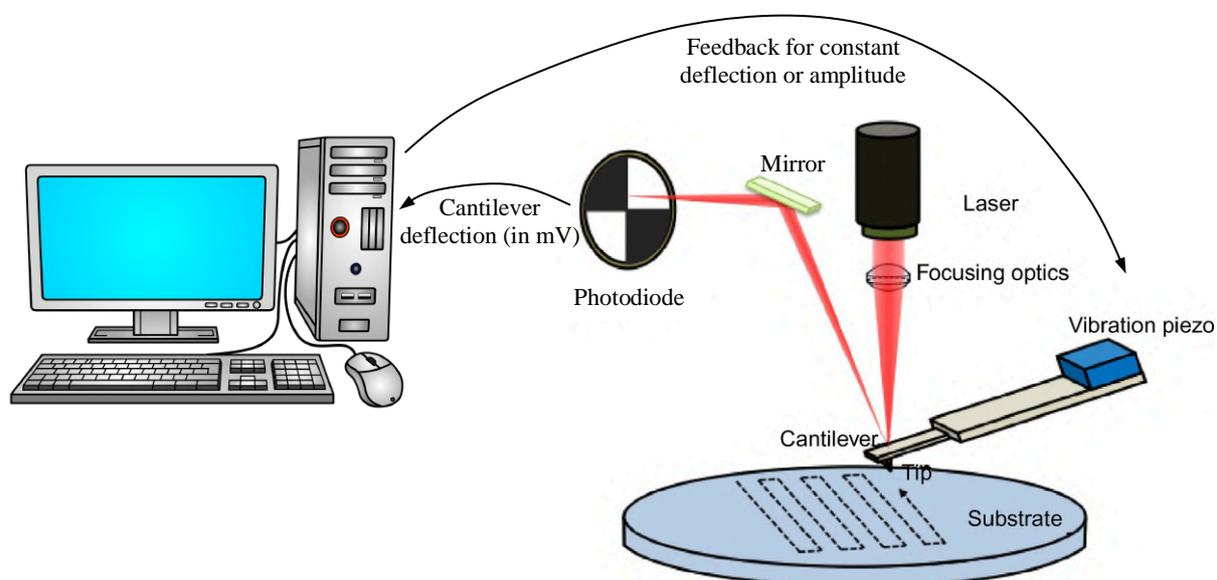 Feedback for constant
deflection or amplitude
Mirror
Laser
Cantilever
deflection (in mV)
Focusing optics
Photodiode
Vibration piezo
Cantilever
Tip
Substrate